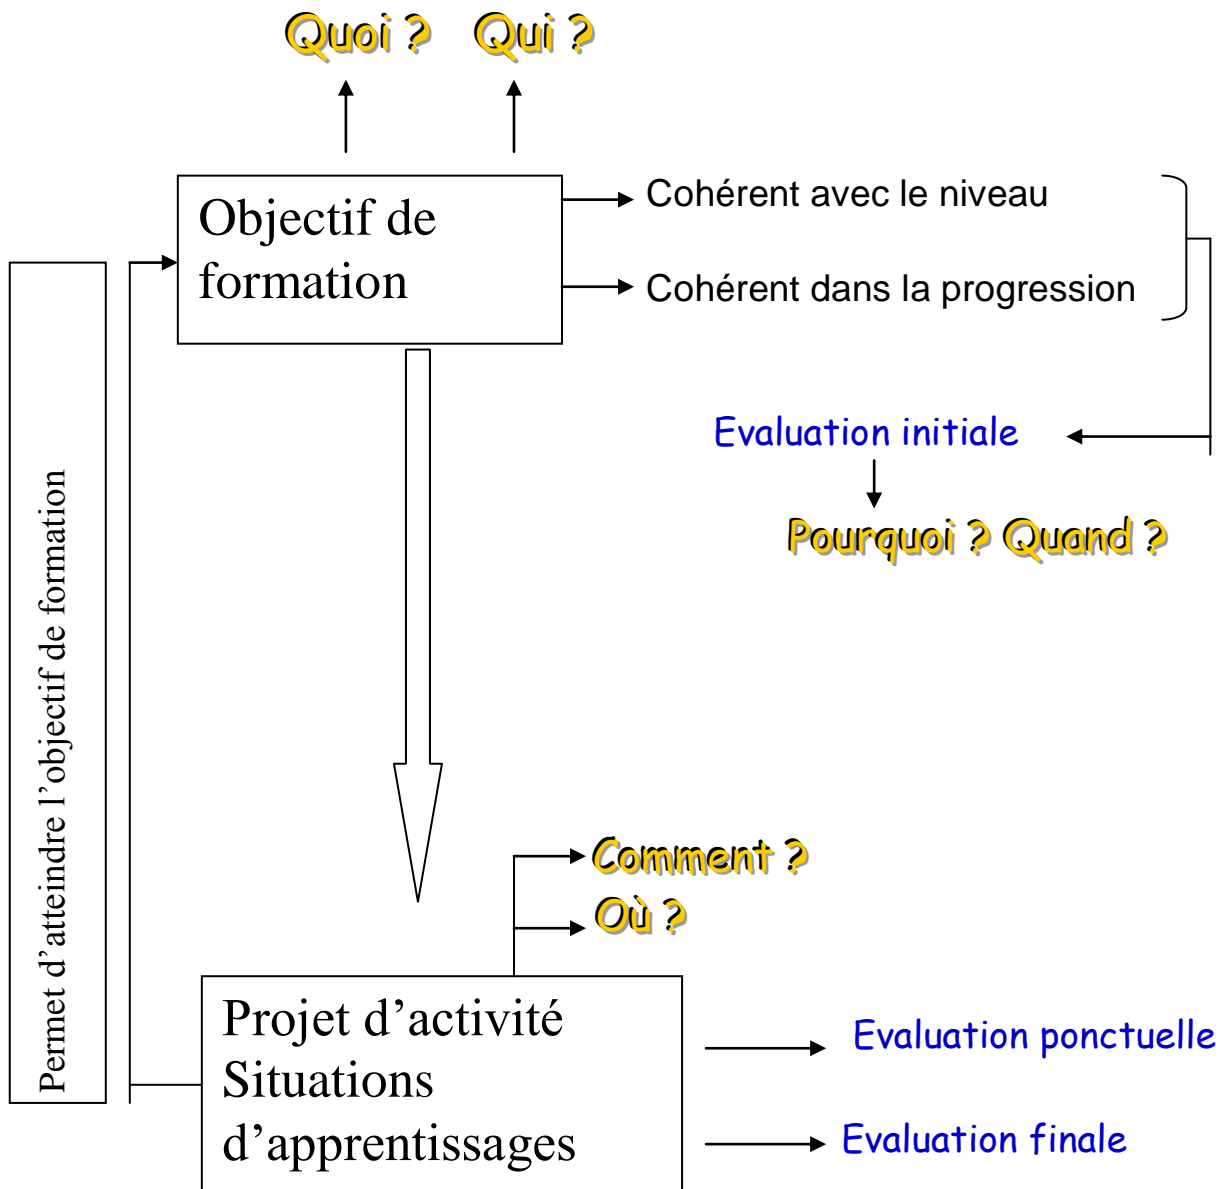 Quoi ? Qui ?
Objectif de
formation
Cohérent avec le niveau
Cohérent dans la progression
Evaluation initiale
Pourquoi ? Quand ?
Permet d’atteindre l’objectif de formation
Comment ?
Où ?
Projet d’activité
Situations
d’apprentissages
Evaluation ponctuelle
Evaluation finale